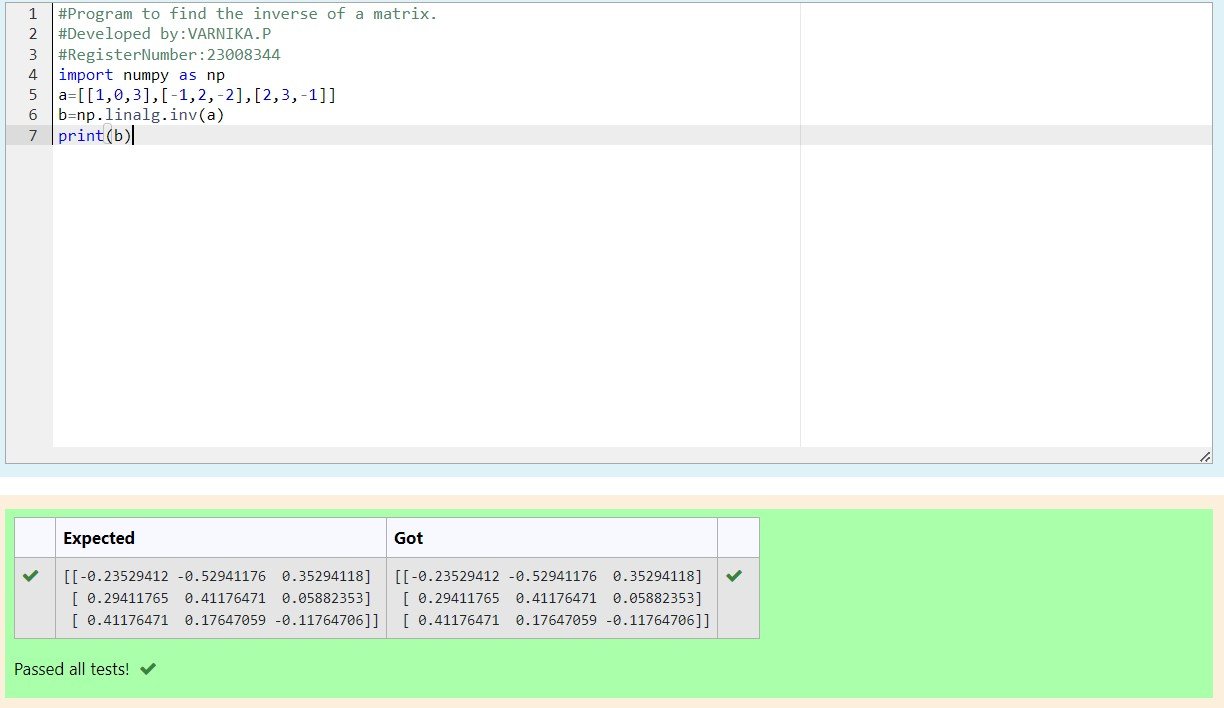 1 #Program to find the inverse of a matrix.
2 #Developed by:VARNIKA.P
3 #RegisterNumber:23008344
4 import numpy as np
5 a=[[1,0,3],[-1,2,-2],[2,3,-1]]
6 b=np.linalg.inv(a)
7 print(b)
Expected Got
[[-0.23529412 -0.52941176  0.35294118] [[-0.23529412 -0.52941176  0.35294118]
[ 0.29411765  0.41176471  0.05882353] [ 0.29411765  0.41176471  0.05882353]
[ 0.41176471  0.17647059 -0.11764706]] [ 0.41176471  0.17647059 -0.11764706]]
Passed all tests!